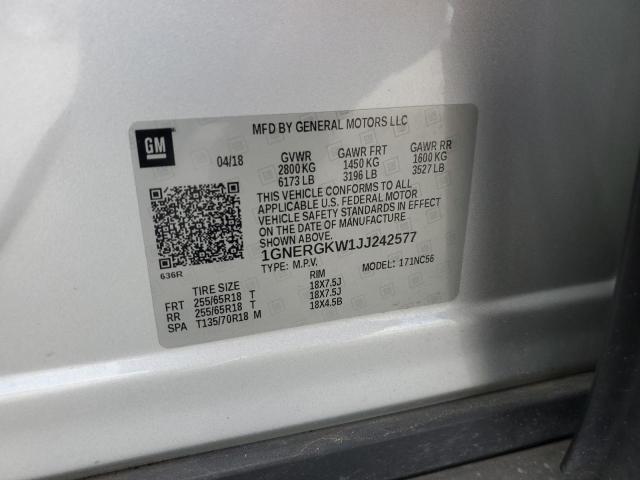 MFD BY GENERAL MOTORS LLC
GM
04/18 GVWR GAWR FRT GAWR RR
2800 KG 1450 KG 1600 KG
6173 LB 3196 LB 3527 LB
THIS VEHICLE CONFORMS TO ALL
APPLICABLE U.S. FEDERAL MOTOR
VEHICLE SAFETY STANDARDS IN EFFECT
ON THE DATE OF MANUFACTURE
1GNERGKW1JJ242577
TYPE: M.P.V. MODEL: 171NC56
636R
TIRE SIZE RIM
FRT 255/65R18 T 18X7.5J
RR 255/65R18 T 18X7.5J
SPA T135/70R18 M 18X4.5B